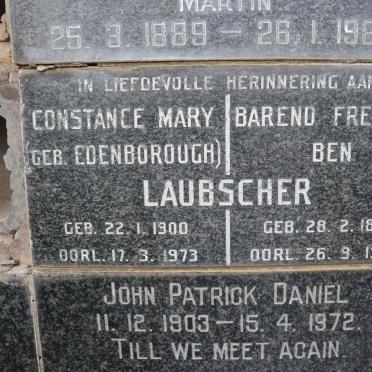 MARTIN
25. 3. 1889 — 26. 1. 19
IN LIEFDEVOLLE HERINNERING AAN
CONSTANCE MARY
(GEB. EDENBOROUGH)
BAREND FRE
BEN
LAUBSCHER
GEB. 22. 1. 1900
OORL. 17. 3. 1973
GEB. 28. 2. 18
OORL. 26. 9. 1
JOHN PATRICK DANIEL
11. 12. 1903 — 15. 4. 1972.
TILL WE MEET AGAIN.